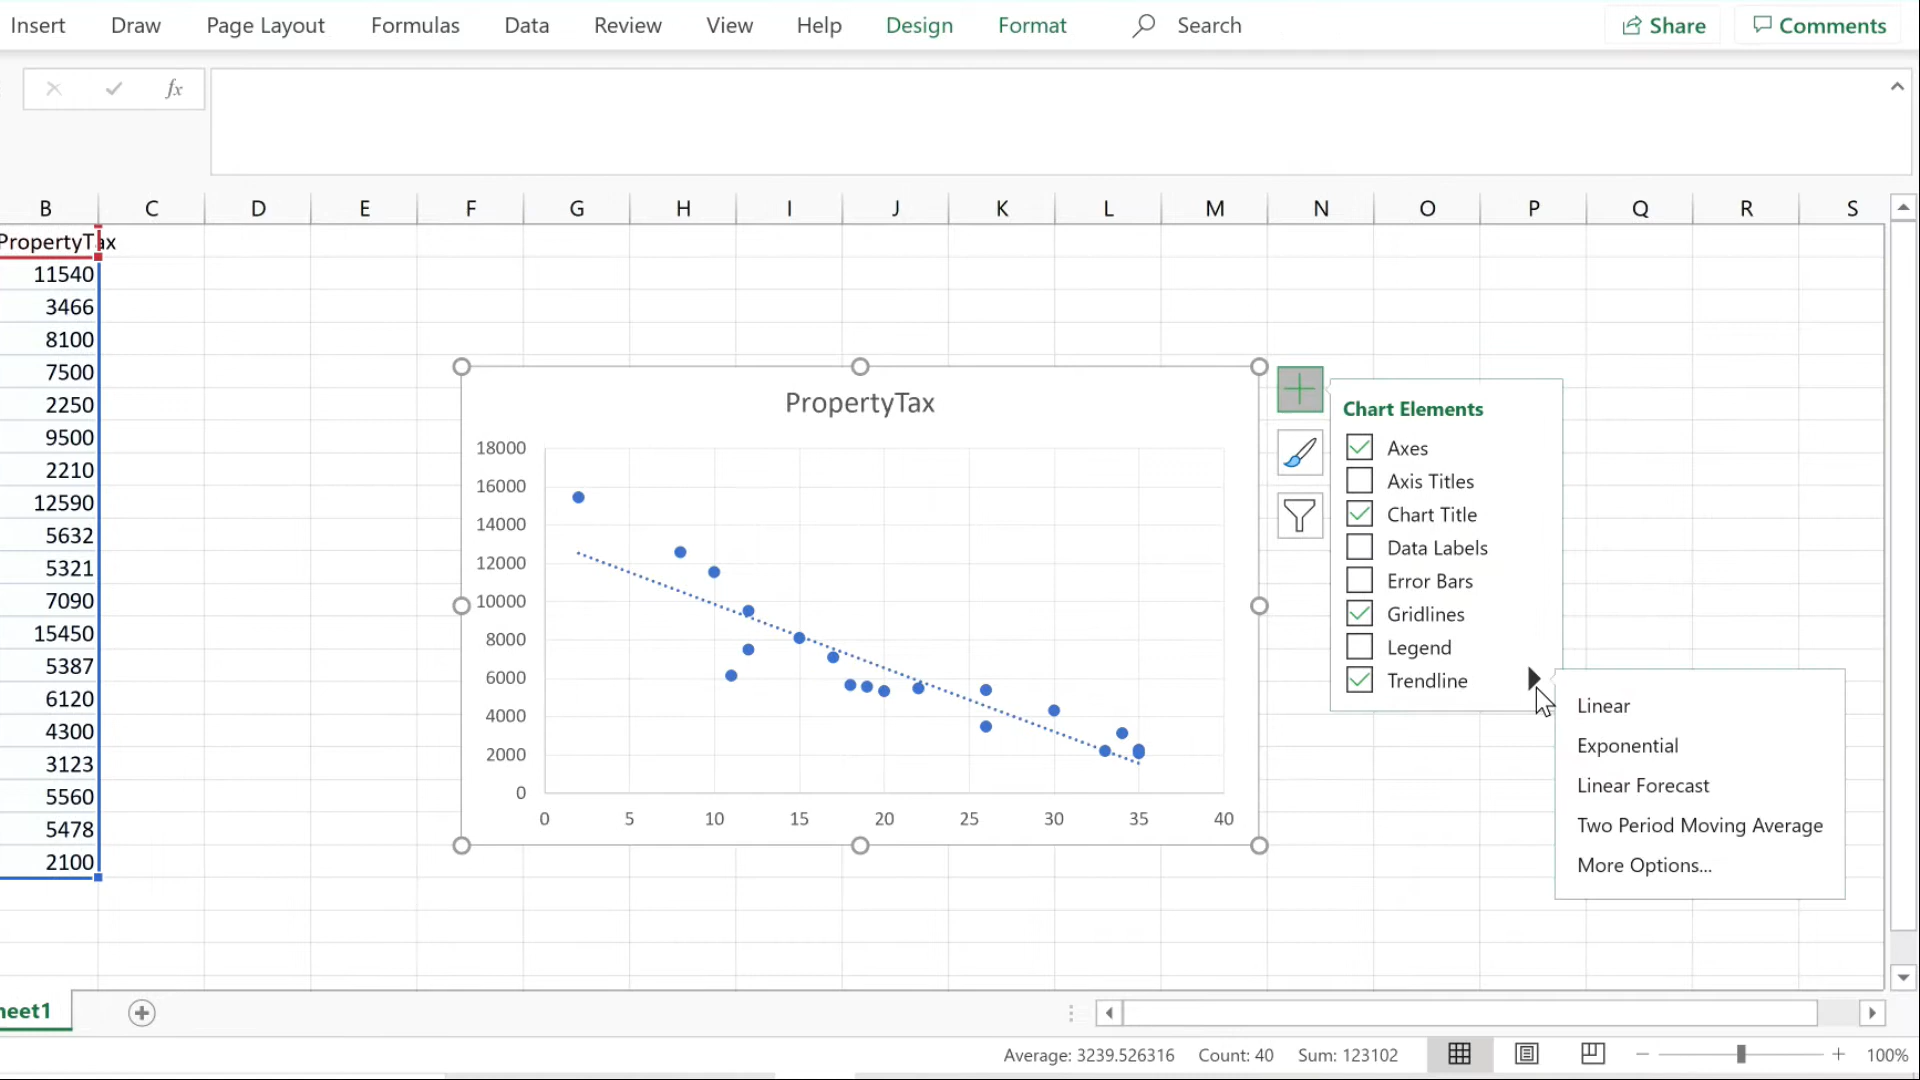 Insert Draw Page Layout Formulas Data Review View Help Design Format Search Share Comments
fx
B C D E F G H I J K L M N O P Q R S
PropertyTax
11540
3466
8100
7500
2250
9500
2210
12590
5632
5321
7090
15450
5387
6120
4300
3123
5560
5478
2100
PropertyTax
18000
16000
14000
12000
10000
8000
6000
4000
2000
0
0 5 10 15 20 25 30 35 40
Chart Elements
Axes
Axis Titles
Chart Title
Data Labels
Error Bars
Gridlines
Legend
Trendline
Linear
Exponential
Linear Forecast
Two Period Moving Average
More Options...
heet1
Average: 3239.526316 Count: 40 Sum: 123102 100%